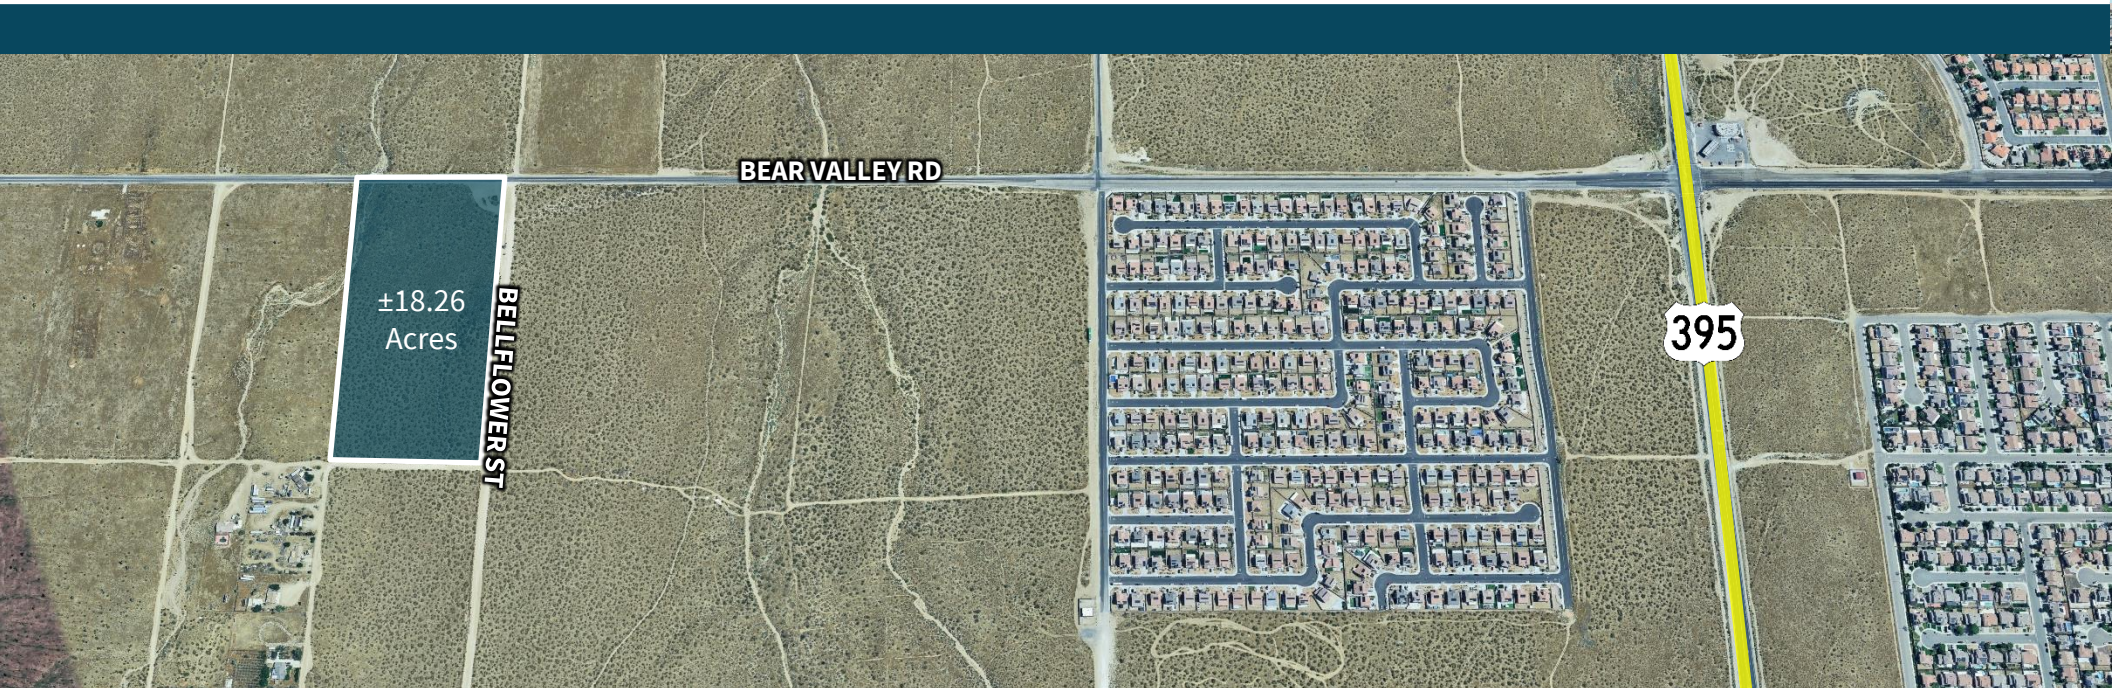 BEAR VALLEY RD
±18.26
Acres
BELLFLOWER ST
395